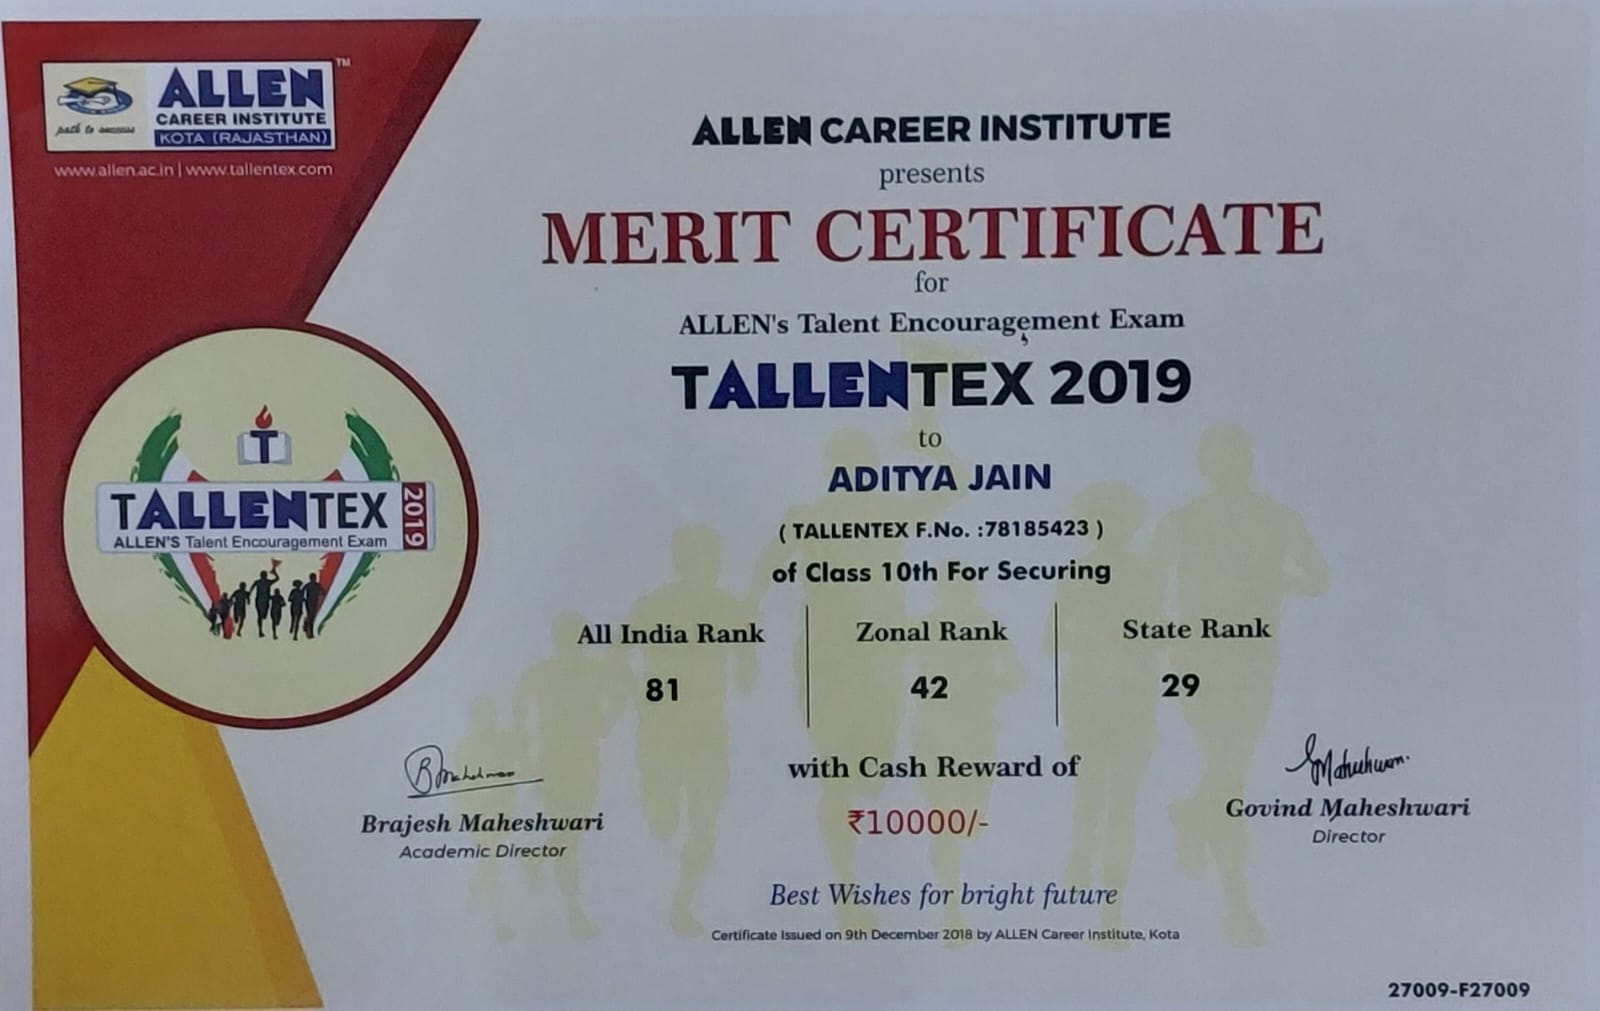 ALLEN
CAREER INSTITUTE
KOTA (RAJASTHAN)
path to success
TM
www.allen.ac.in | www.tallentex.com
ALLEN CAREER INSTITUTE
presents
MERIT CERTIFICATE
for
ALLEN's Talent Encouragement Exam
TALLENTEX 2019
to
ADITYA JAIN
( TALLENTEX F.No. :78185423 )
of Class 10th For Securing
T
TALLENTEX 2019
ALLEN'S Talent Encouragement Exam
All India Rank Zonal Rank State Rank
81 42 29
with Cash Reward of
₹10000/-
Brajesh Maheshwari
Academic Director
Govind Maheshwari
Director
Best Wishes for bright future
Certificate Issued on 9th December 2018 by ALLEN Career Institute, Kota
27009-F27009